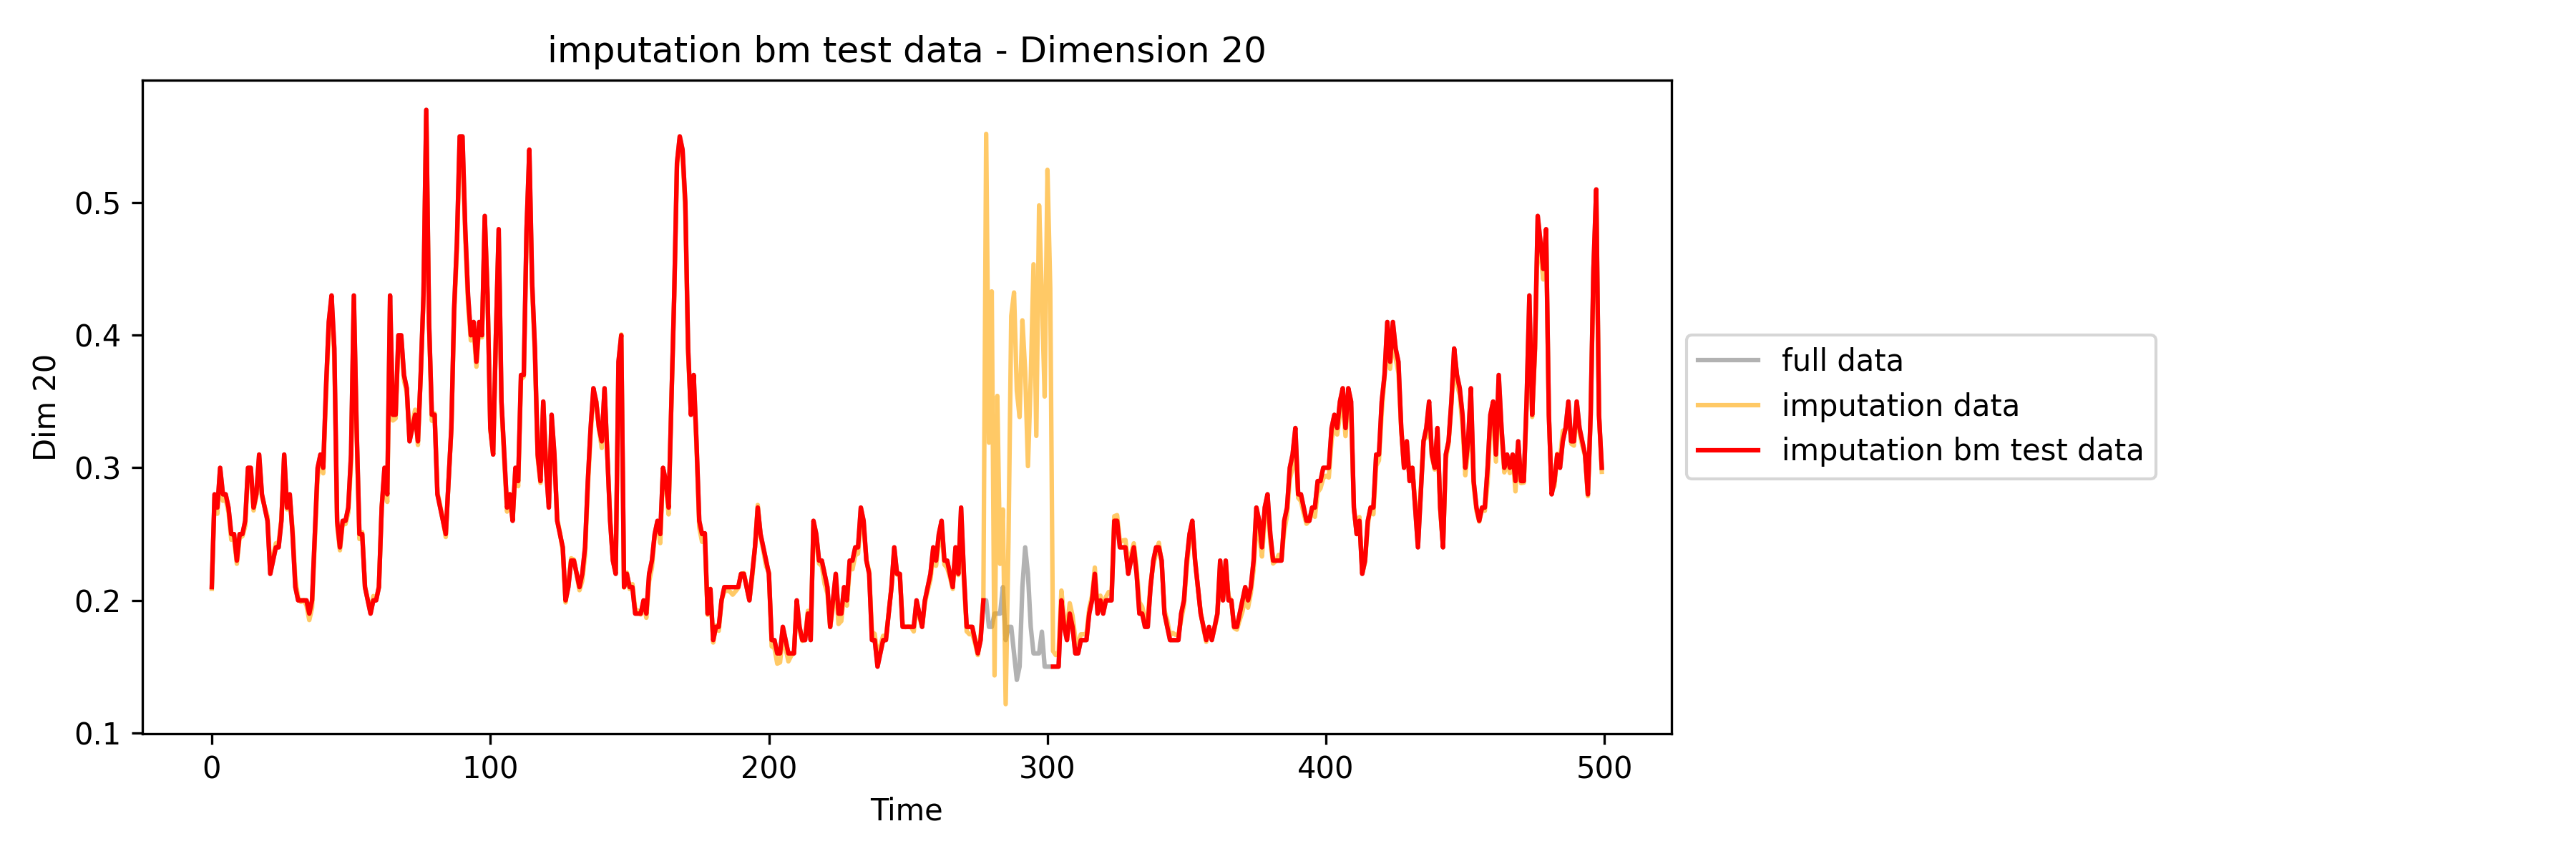 imputation bm test data - Dimension 20
Dim 20
0.5
0.4
0.3
0.2
0.1
0 100 200 300 400 500
Time
full data
imputation data
imputation bm test data